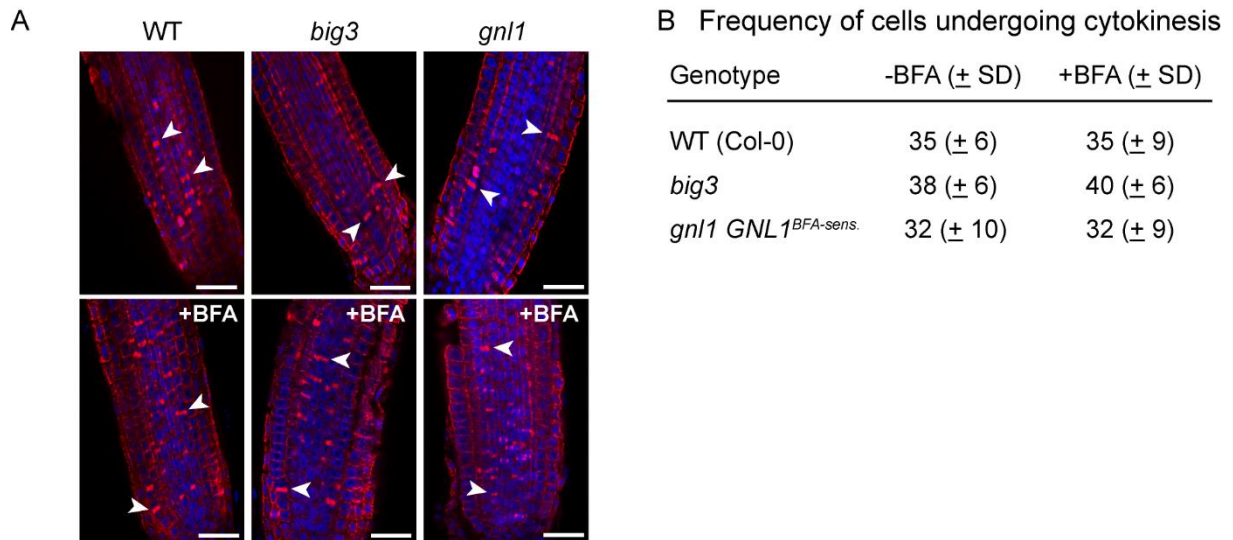 A
WT big3 gnl1
+BFA +BFA +BFA
B Frequency of cells undergoing cytokinesis
Genotype -BFA (± SD) +BFA (± SD)
WT (Col-0) 35 (± 6) 35 (± 9)
big3 38 (± 6) 40 (± 6)
gnl1 GNL1BFA-sens. 32 (± 10) 32 (± 9)